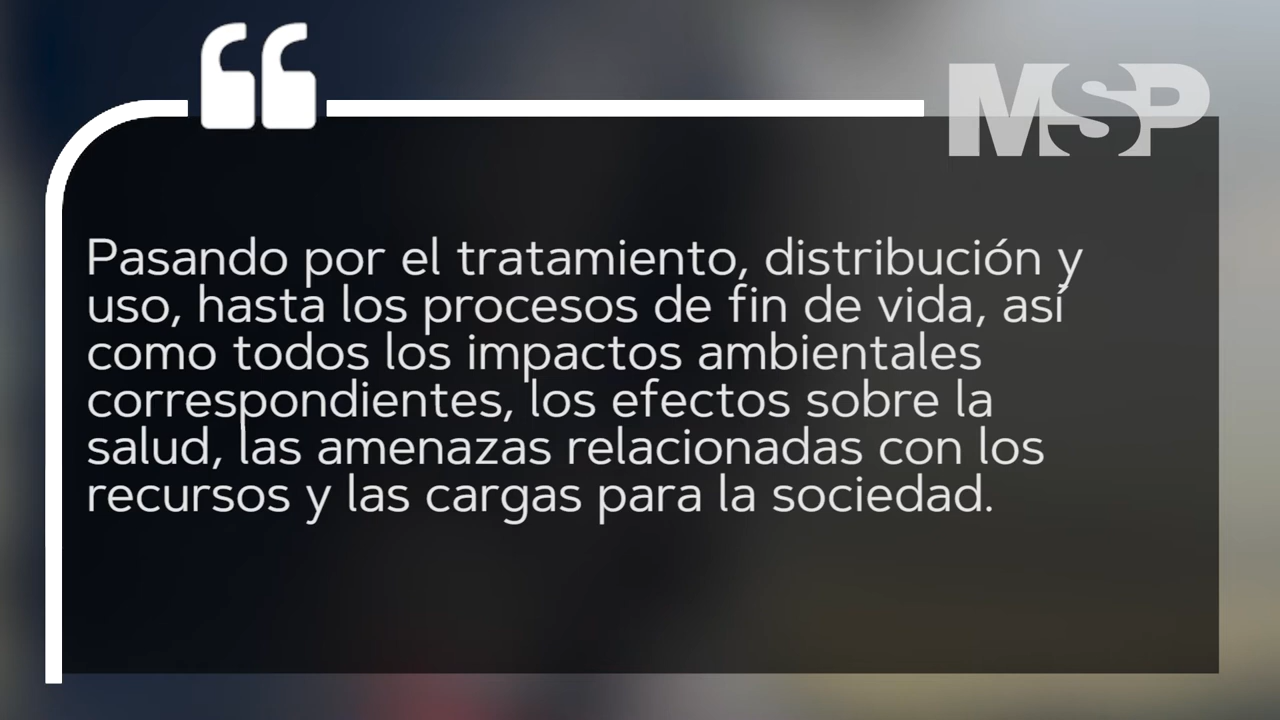 MSP
Pasando por el tratamiento, distribución y
uso, hasta los procesos de fin de vida, así
como todos los impactos ambientales
correspondientes, los efectos sobre la
salud, las amenazas relacionadas con los
recursos y las cargas para la sociedad.